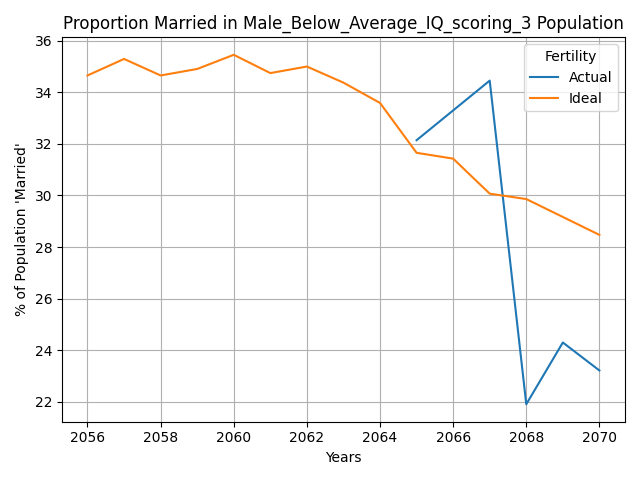 Proportion Married in Male_Below_Average_IQ_scoring_3 Population
36
34
32
30
28
26
24
22
% of Population 'Married'
Fertility
Actual
Ideal
2056 2058 2060 2062 2064 2066 2068 2070
Years